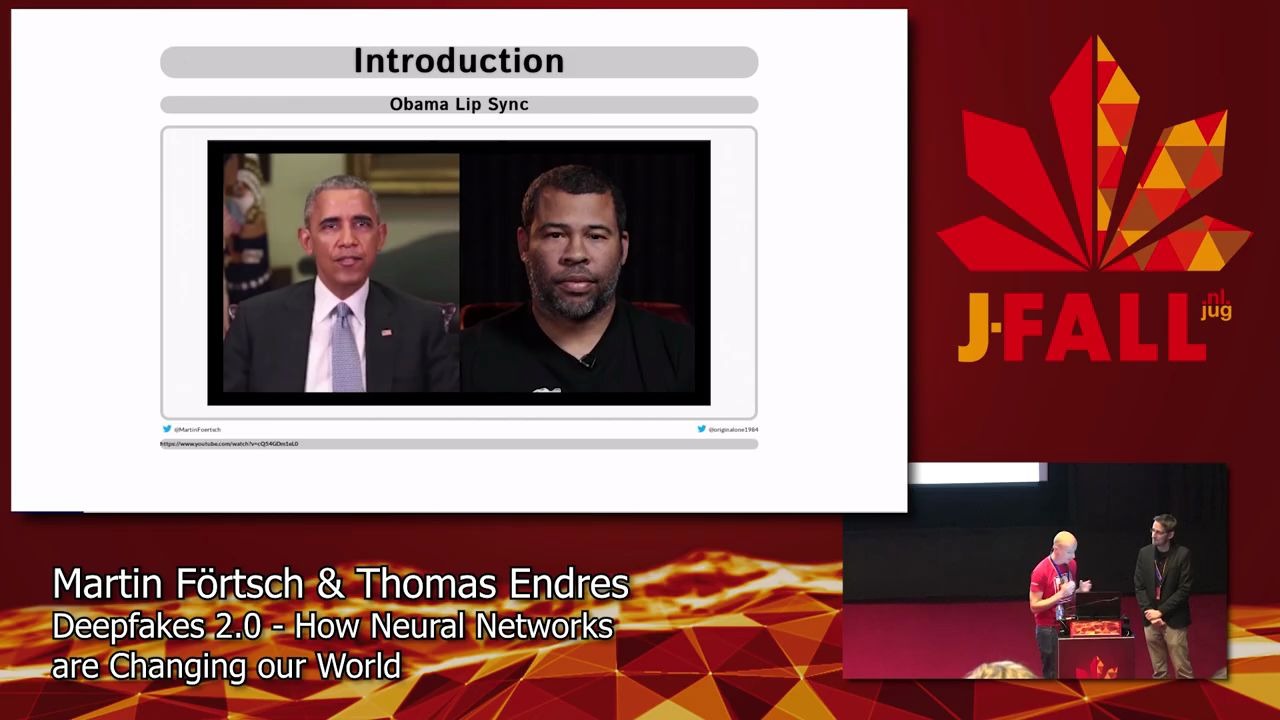 Introduction
Obama Lip Sync
@MartinFoertsch
@originalone1984
https://www.youtube.com/watch?v=cQ54GDm1eL0
J-FALL
nl.
jug
Martin Förtsch & Thomas Endres
Deepfakes 2.0 - How Neural Networks
are Changing our World